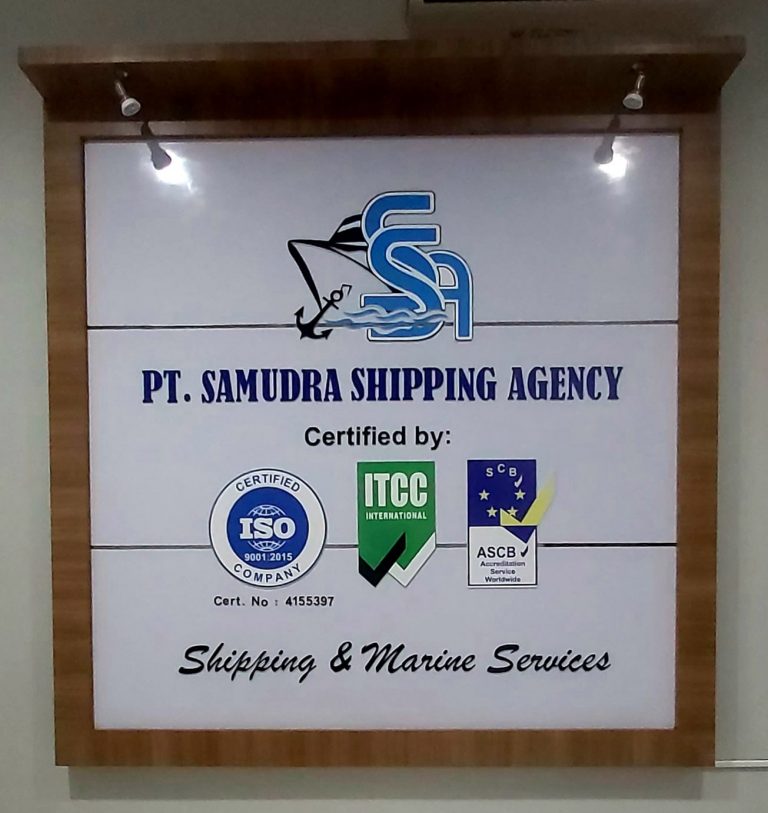 SSA
PT. SAMUDRA SHIPPING AGENCY
Certified by:
CERTIFIED
ISO
9001:2015
COMPANY
Cert. No : 4155397
ITCC
INTERNATIONAL
SCB
ASCB
Accreditation
Service
Worldwide
Shipping & Marine Services